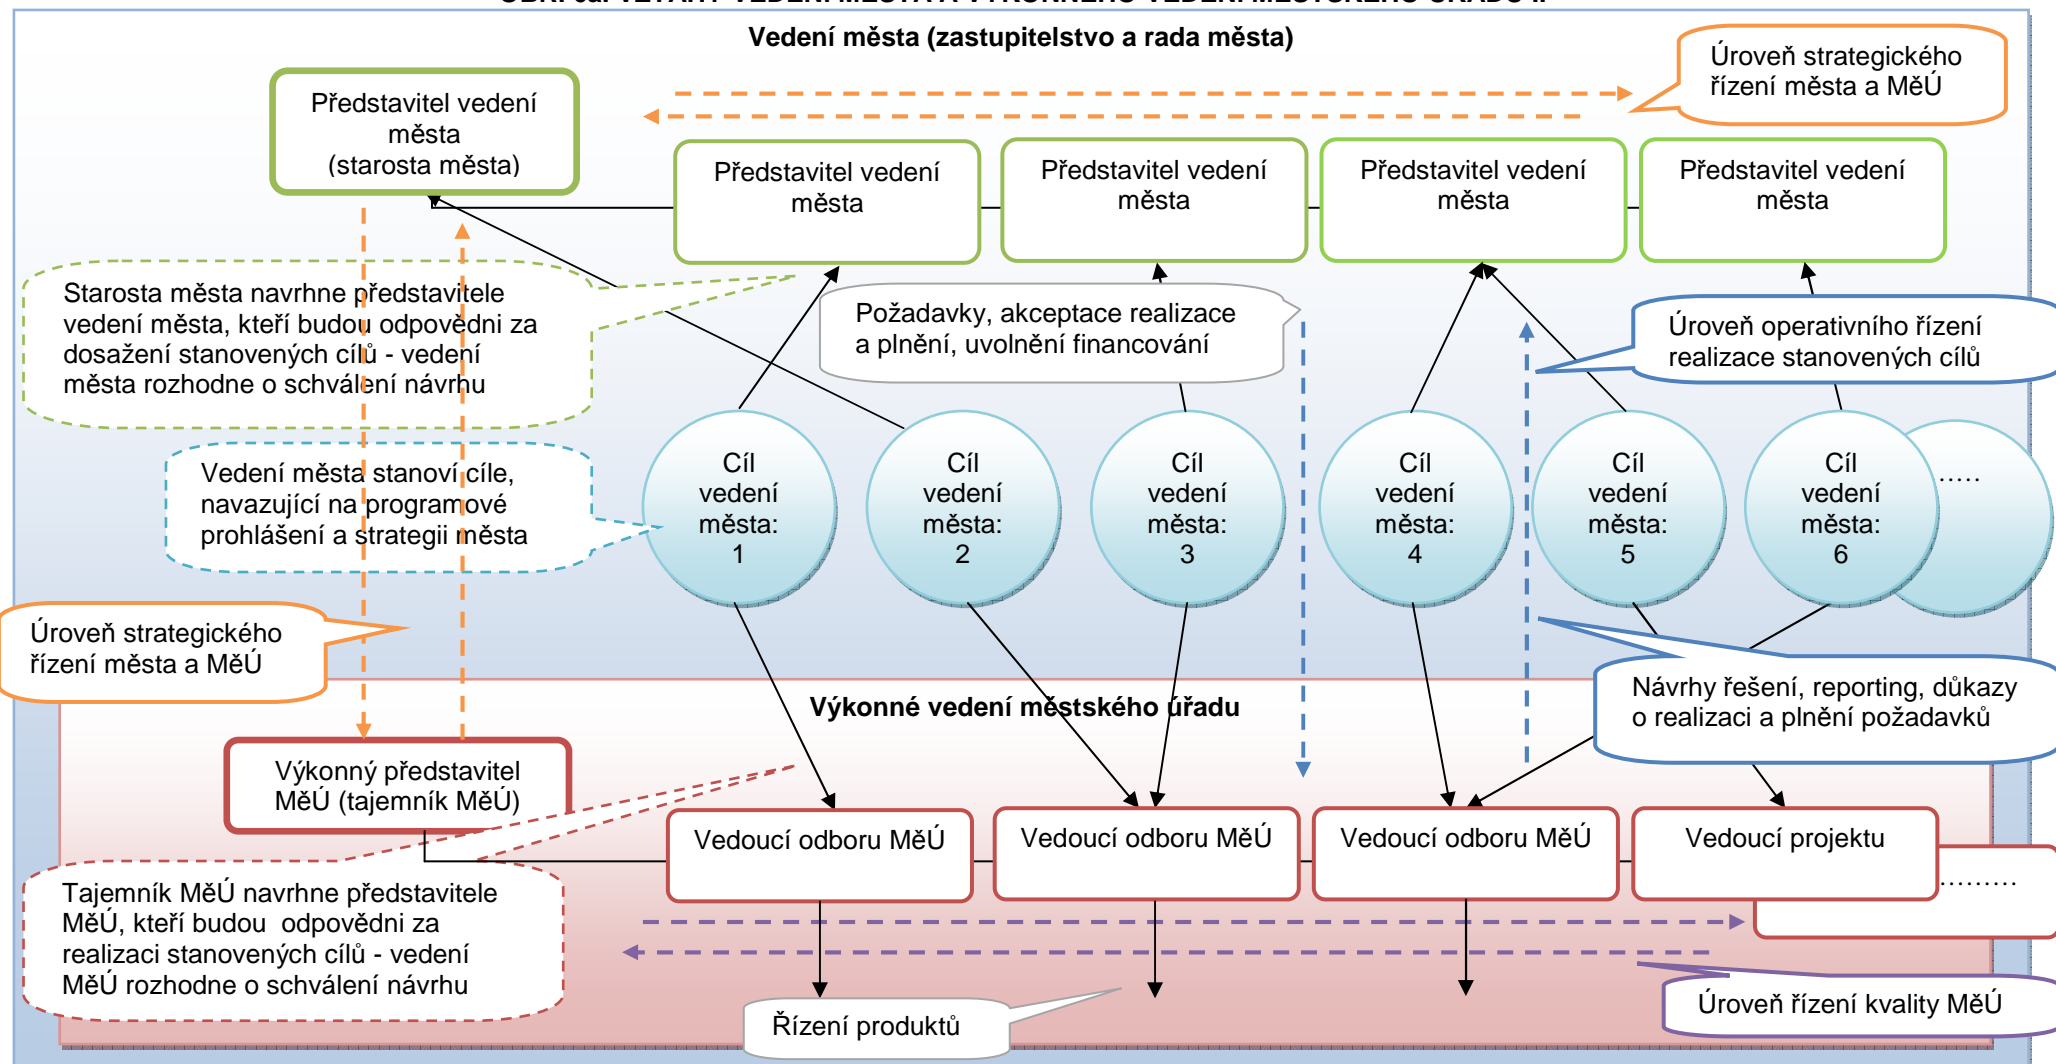 Vedení města (zastupitelstvo a rada města)
Úroveň strategického
řízení města a MěÚ
Představitel vedení
města
(starosta města)
Představitel vedení
města
Představitel vedení
města
Představitel vedení
města
Představitel vedení
města
Starosta města navrhne představitele
vedení města, kteří budou odpovědni za
dosažení stanovených cílů - vedení
města rozhodne o schválení návrhu
Požadavky, akceptace realizace
a plnění, uvolnění financování
Úroveň operativního řízení
realizace stanovených cílů
Vedení města stanoví cíle,
navazující na programové
prohlášení a strategii města
Cíl
vedení
města:
1
Cíl
vedení
města:
2
Cíl
vedení
města:
3
Cíl
vedení
města:
4
Cíl
vedení
města:
5
Cíl
vedení
města:
6
.....
Úroveň strategického
řízení města a MěÚ
Návrhy řešení, reporting, důkazy
o realizaci a plnění požadavků
Výkonné vedení městského úřadu
Výkonný představitel
MěÚ (tajemník MěÚ)
Vedoucí odboru MěÚ
Vedoucí odboru MěÚ
Vedoucí odboru MěÚ
Vedoucí projektu
………
Tajemník MěÚ navrhne představitele
MěÚ, kteří budou  odpovědni za
realizaci stanovených cílů - vedení
MěÚ rozhodne o schválení návrhu
Řízení produktů
Úroveň řízení kvality MěÚ